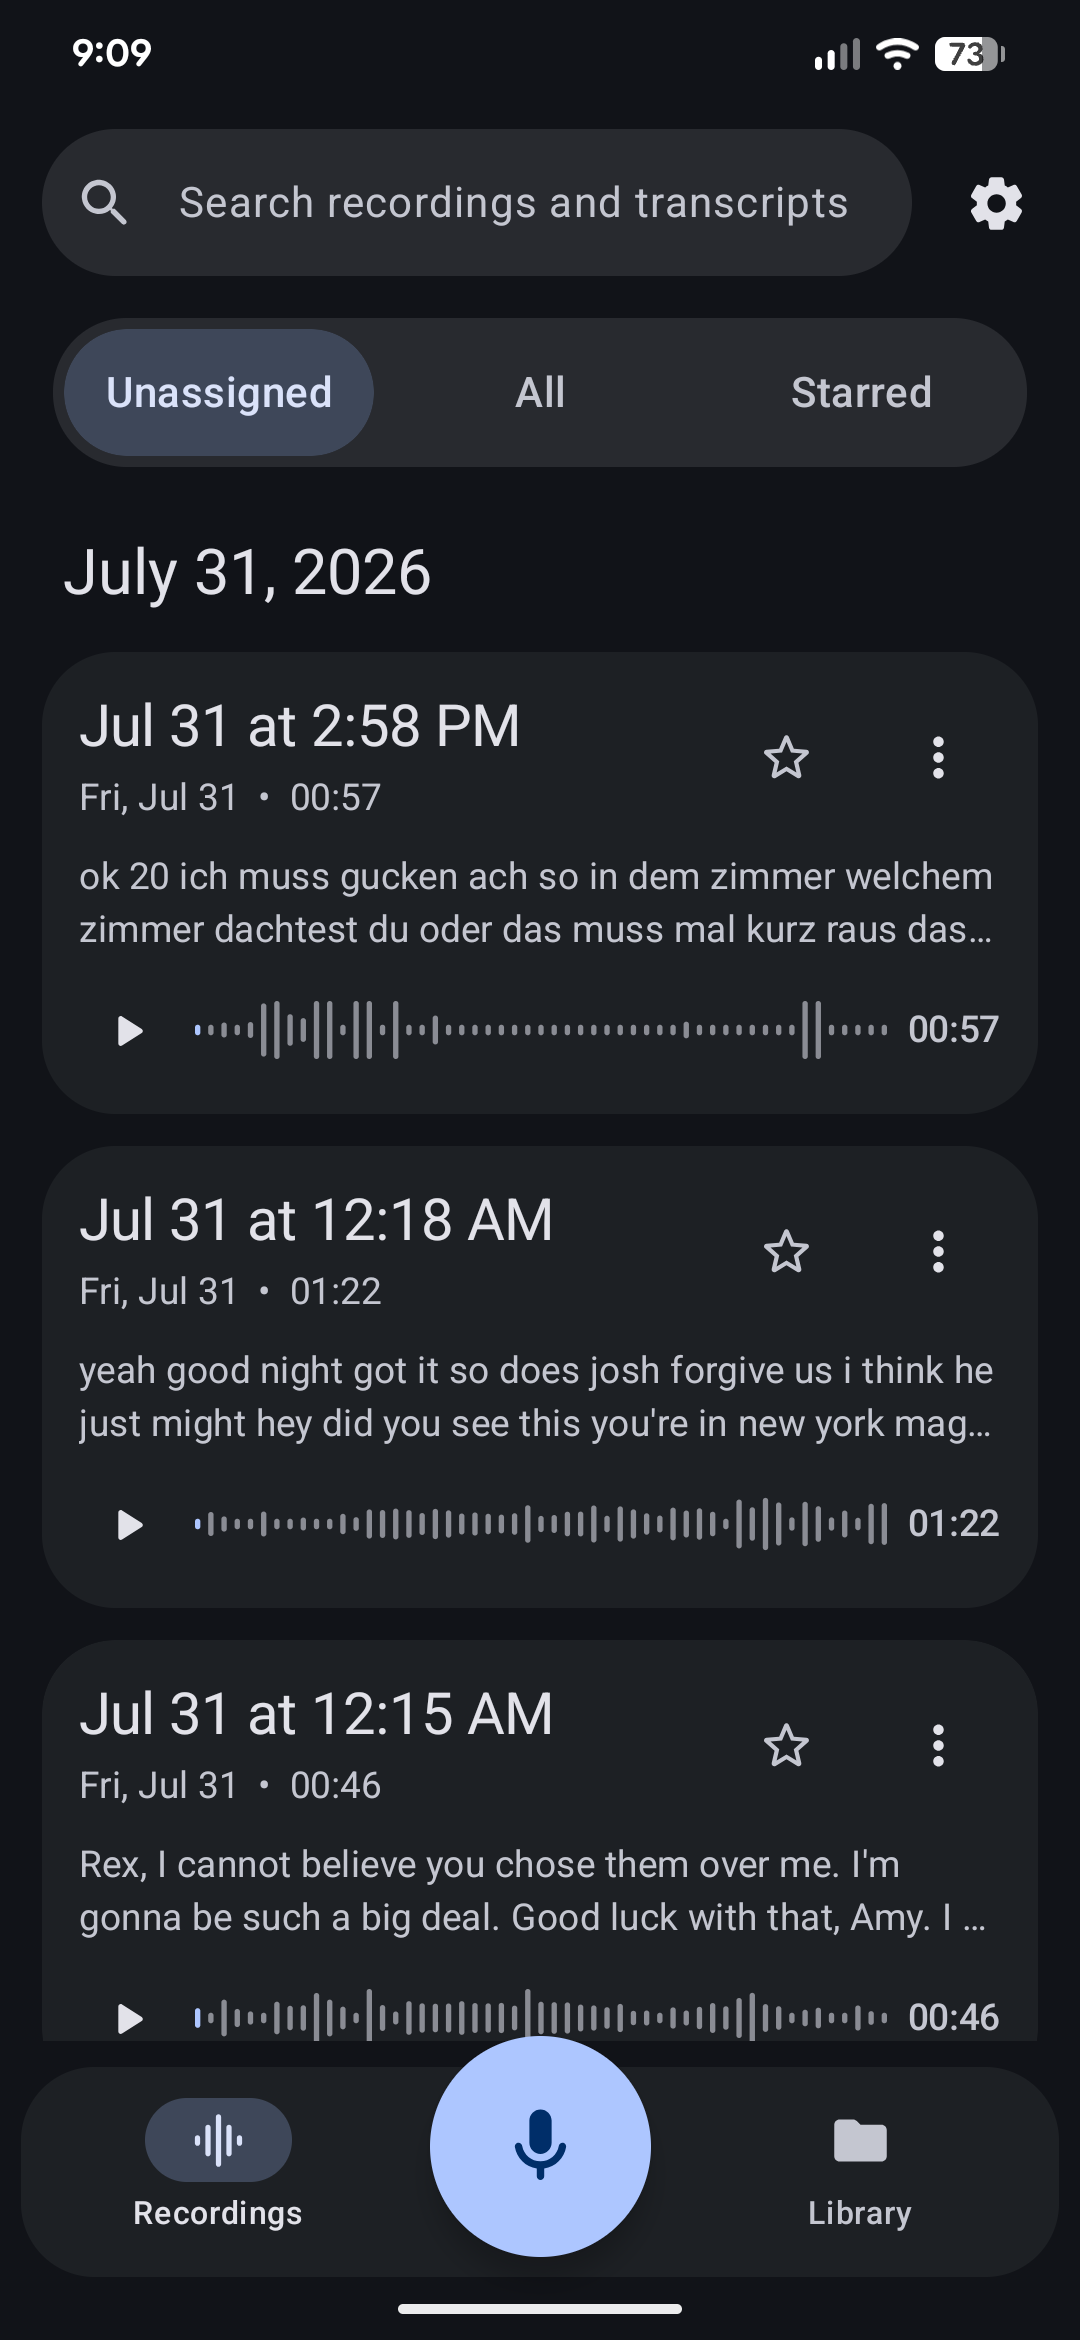 9:09
73
Search recordings and transcripts
Unassigned
All
Starred
July 31, 2026
Jul 31 at 2:58 PM
Fri, Jul 31 • 00:57
ok 20 ich muss gucken ach so in dem zimmer welchem
zimmer dachtest du oder das muss mal kurz raus das…
00:57
Jul 31 at 12:18 AM
Fri, Jul 31 • 01:22
yeah good night got it so does josh forgive us i think he
just might hey did you see this you're in new york mag…
01:22
Jul 31 at 12:15 AM
Fri, Jul 31 • 00:46
Rex, I cannot believe you chose them over me. I'm
gonna be such a big deal. Good luck with that, Amy. I …
00:46
Recordings
Library